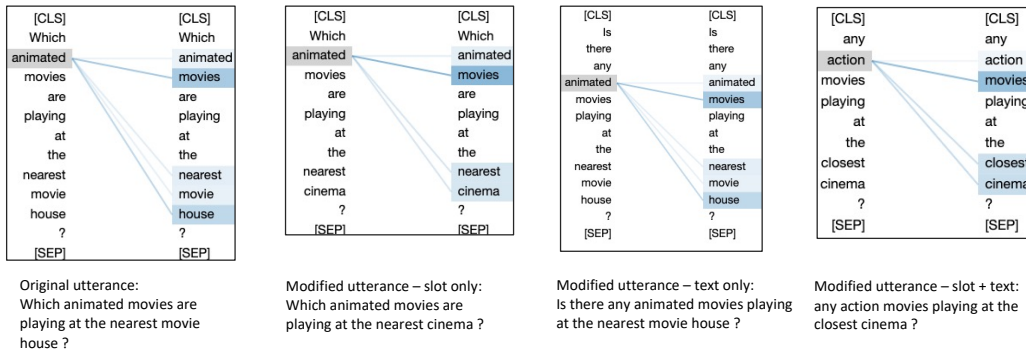 [CLS] [CLS]
Which Which
animated animated
movies movies
are are
playing playing
at at
the the
nearest nearest
movie movie
house house
? ?
[SEP] [SEP]
Original utterance:
Which animated movies are
playing at the nearest movie
house ?
[CLS] [CLS]
Which Which
animated animated
movies movies
are are
playing playing
at at
the the
nearest nearest
cinema cinema
? ?
[SEP] [SEP]
Modified utterance – slot only:
Which animated movies are
playing at the nearest cinema ?
[CLS] [CLS]
Is Is
there there
any any
animated animated
movies movies
playing playing
at at
the the
nearest nearest
movie movie
house house
? ?
[SEP] [SEP]
Modified utterance – text only:
Is there any animated movies playing
at the nearest movie house ?
[CLS] [CLS]
any any
action action
movies movies
playing playing
at at
the the
closest closest
cinema cinema
? ?
[SEP] [SEP]
Modified utterance – slot + text:
any action movies playing at the
closest cinema ?